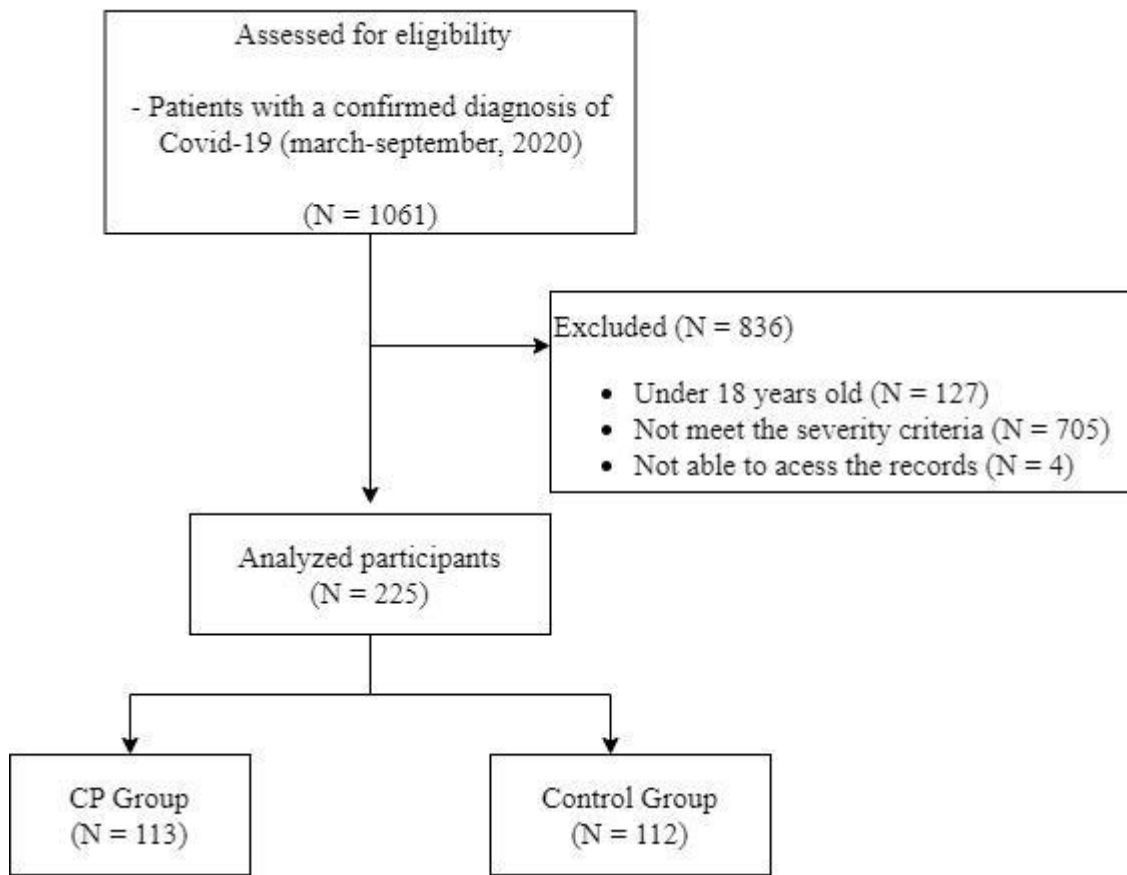 Assessed for eligibility
- Patients with a confirmed diagnosis of
Covid-19 (march-september, 2020)
(N = 1061)
Excluded (N = 836)
• Under 18 years old (N = 127)
• Not meet the severity criteria (N = 705)
• Not able to acess the records (N = 4)
Analyzed participants
(N = 225)
CP Group
(N = 113)
Control Group
(N = 112)